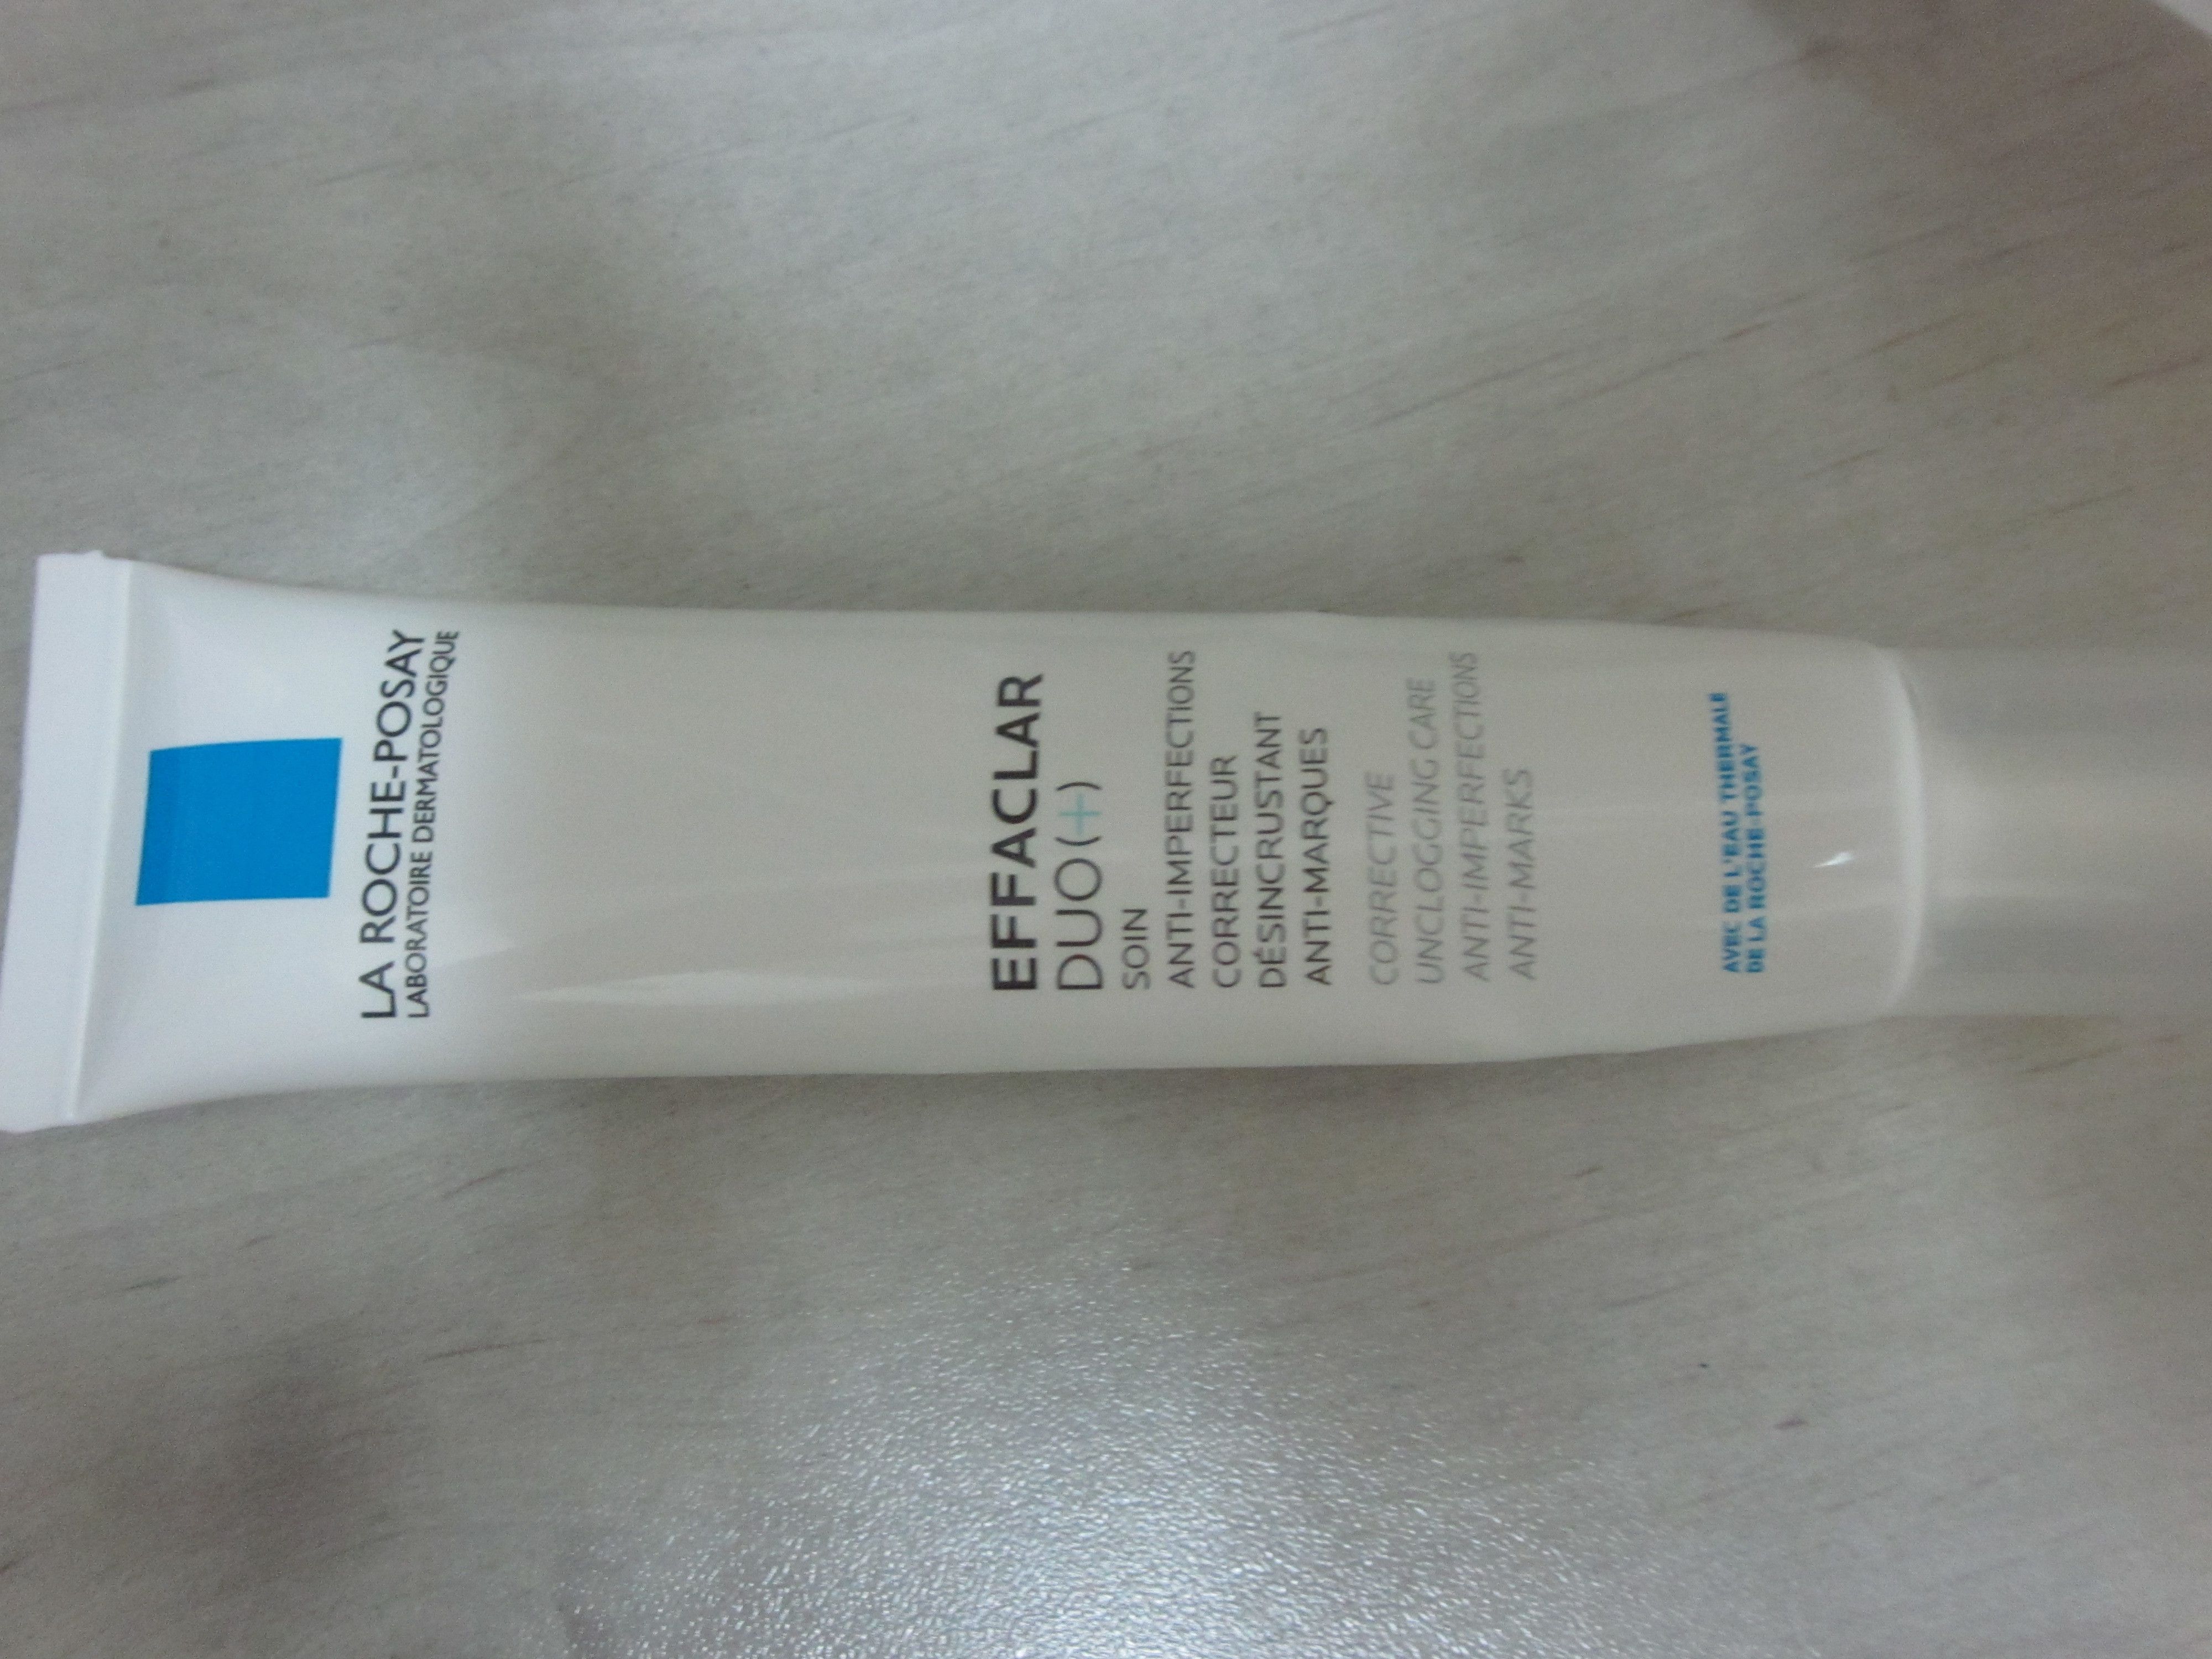 LA ROCHE-POSAY
LABORATOIRE DERMATOLOGIQUE
EFFACLAR
DUO(+)
SOIN
ANTI-IMPERFECTIONS
CORRECTEUR
DÉSINCRUSTANT
ANTI-MARQUES
CORRECTIVE
UNCLOGGING CARE
ANTI-IMPERFECTIONS
ANTI-MARKS
AVEC DE L'EAU THERMALE
DE LA ROCHE-POSAY